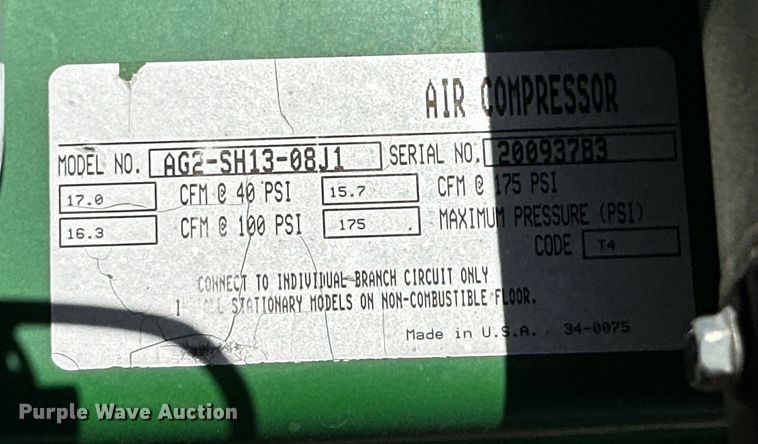 AIR COMPRESSOR
MODEL NO. AG2-SH13-08J1 SERIAL NO. 20093783
17.0 CFM @ 40 PSI 15.7 CFM @ 175 PSI
16.3 CFM @ 100 PSI 175 MAXIMUM PRESSURE (PSI)
CODE T4
CONNECT TO INDIVIDUAL BRANCH CIRCUIT ONLY
STATIONARY MODELS ON NON-COMBUSTIBLE FLOOR.
Made in U.S.A. 34-0075
Purple Wave Auction